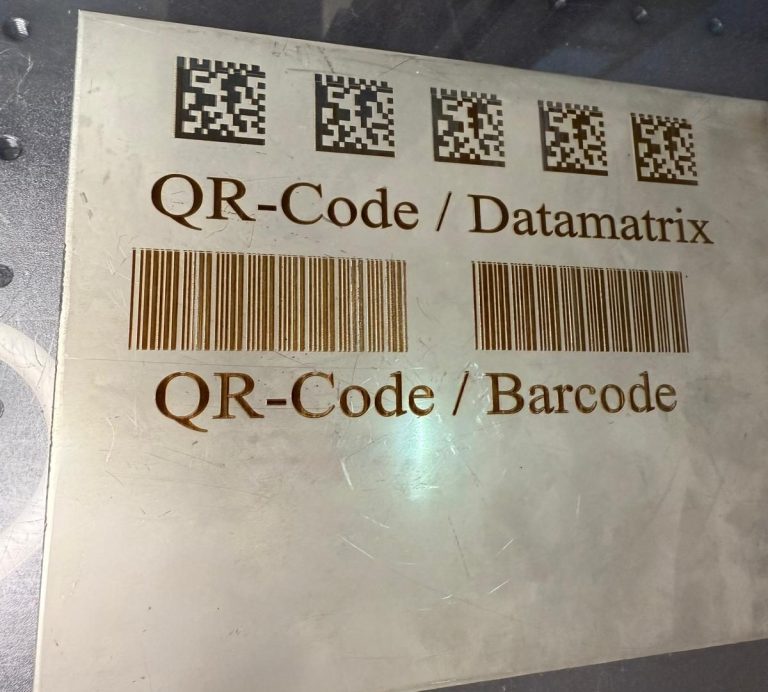 QR-Code / Datamatrix
QR-Code / Barcode